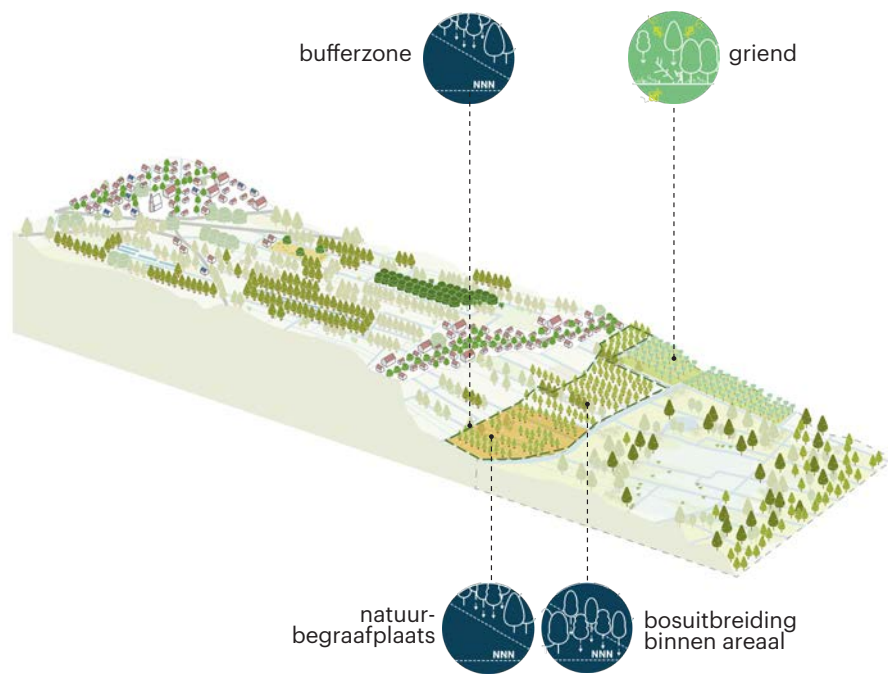 bufferzone
NNN
griend
natuur-
begraafplaats
NNN
NNN
bosuitbreiding
binnen areaal